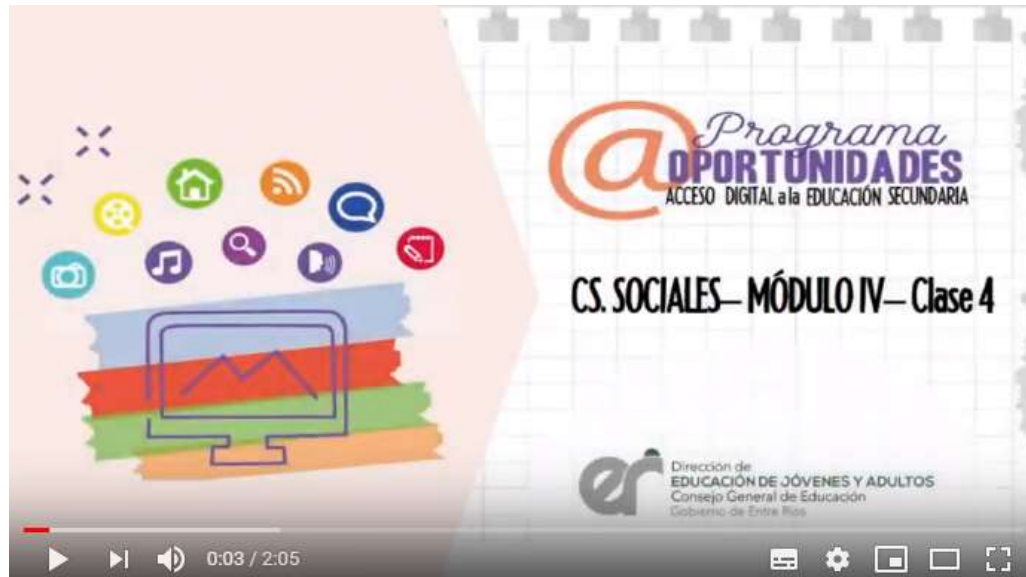 @ Programa
OPORTUNIDADES
ACCESO DIGITAL a la EDUCACIÓN SECUNDARIA
CS. SOCIALES– MÓDULO IV– Clase 4
er
Dirección de
EDUCACIÓN DE JÓVENES Y ADULTOS
Consejo General de Educación
Gobierno de Entre Ríos
0:03 / 2:05